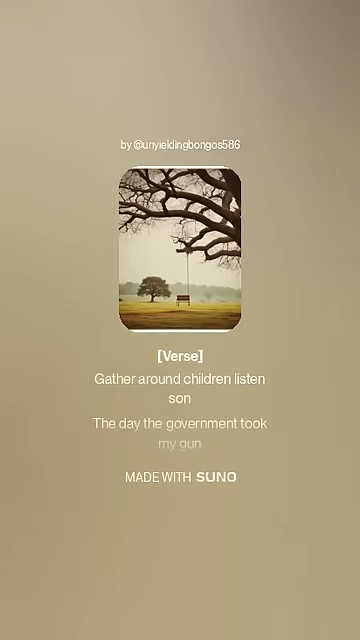 by @unyieldingbongos586
[Verse]
Gather around children listen
son
The day the government took
my gun
MADE WITH SUNO